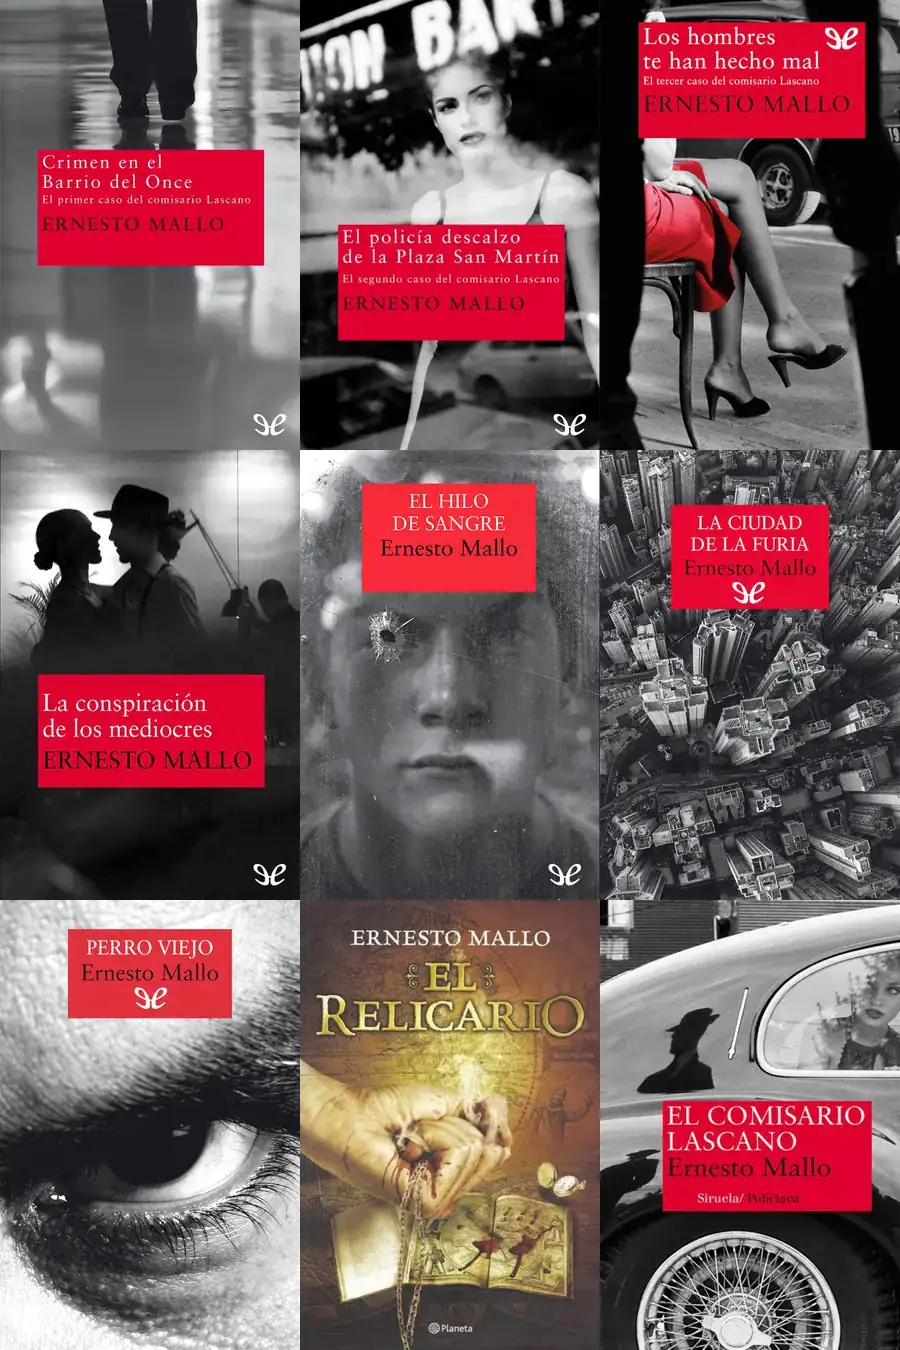 Crimen en el
Barrio del Once
El primer caso del comisario Lascano
ERNESTO MALLO
ION BAR
El policía descalzo
de la Plaza San Martín
El segundo caso del comisario Lascano
ERNESTO MALLO
Los hombres
te han hecho mal
El tercer caso del comisario Lascano
ERNESTO MALLO
La conspiración
de los mediocres
ERNESTO MALLO
EL HILO
DE SANGRE
Ernesto Mallo
LA CIUDAD
DE LA FURIA
Ernesto Mallo
PERRO VIEJO
Ernesto Mallo
ERNESTO MALLO
EL
RELICARIO
Planeta
EL COMISARIO
LASCANO
Ernesto Mallo
Siruela/ Policiaca